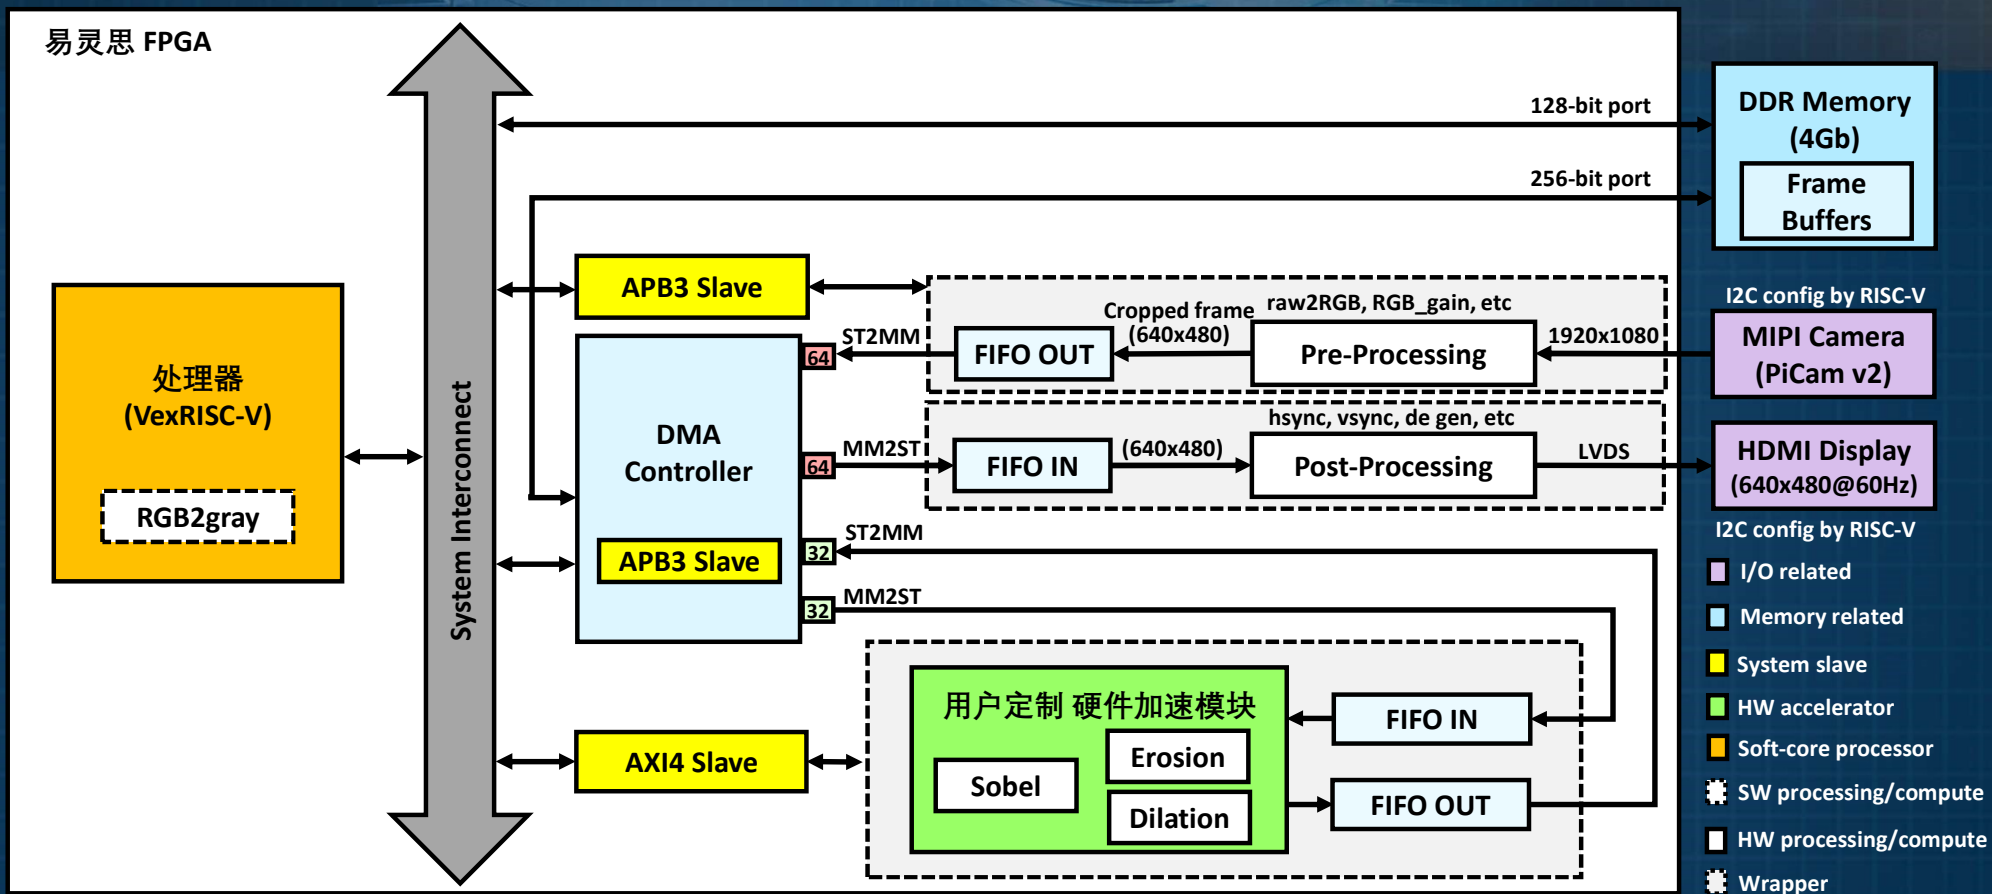 易灵思 FPGA
128-bit port
DDR Memory
(4Gb)
256-bit port
Frame
Buffers
APB3 Slave
I2C config by RISC-V
raw2RGB, RGB_gain, etc
Cropped frame
(640x480)
ST2MM
64
FIFO OUT
Pre-Processing
1920x1080
MIPI Camera
(PiCam v2)
处理器
(VexRISC-V)
RGB2gray
System Interconnect
DMA
Controller
hsync, vsync, de gen, etc
MM2ST
64
FIFO IN
(640x480)
Post-Processing
LVDS
HDMI Display
(640x480@60Hz)
I2C config by RISC-V
ST2MM
32
APB3 Slave
MM2ST
32
用户定制 硬件加速模块
FIFO IN
AXI4 Slave
Sobel
Erosion
Dilation
FIFO OUT
I/O related
Memory related
System slave
HW accelerator
Soft-core processor
SW processing/compute
HW processing/compute
Wrapper